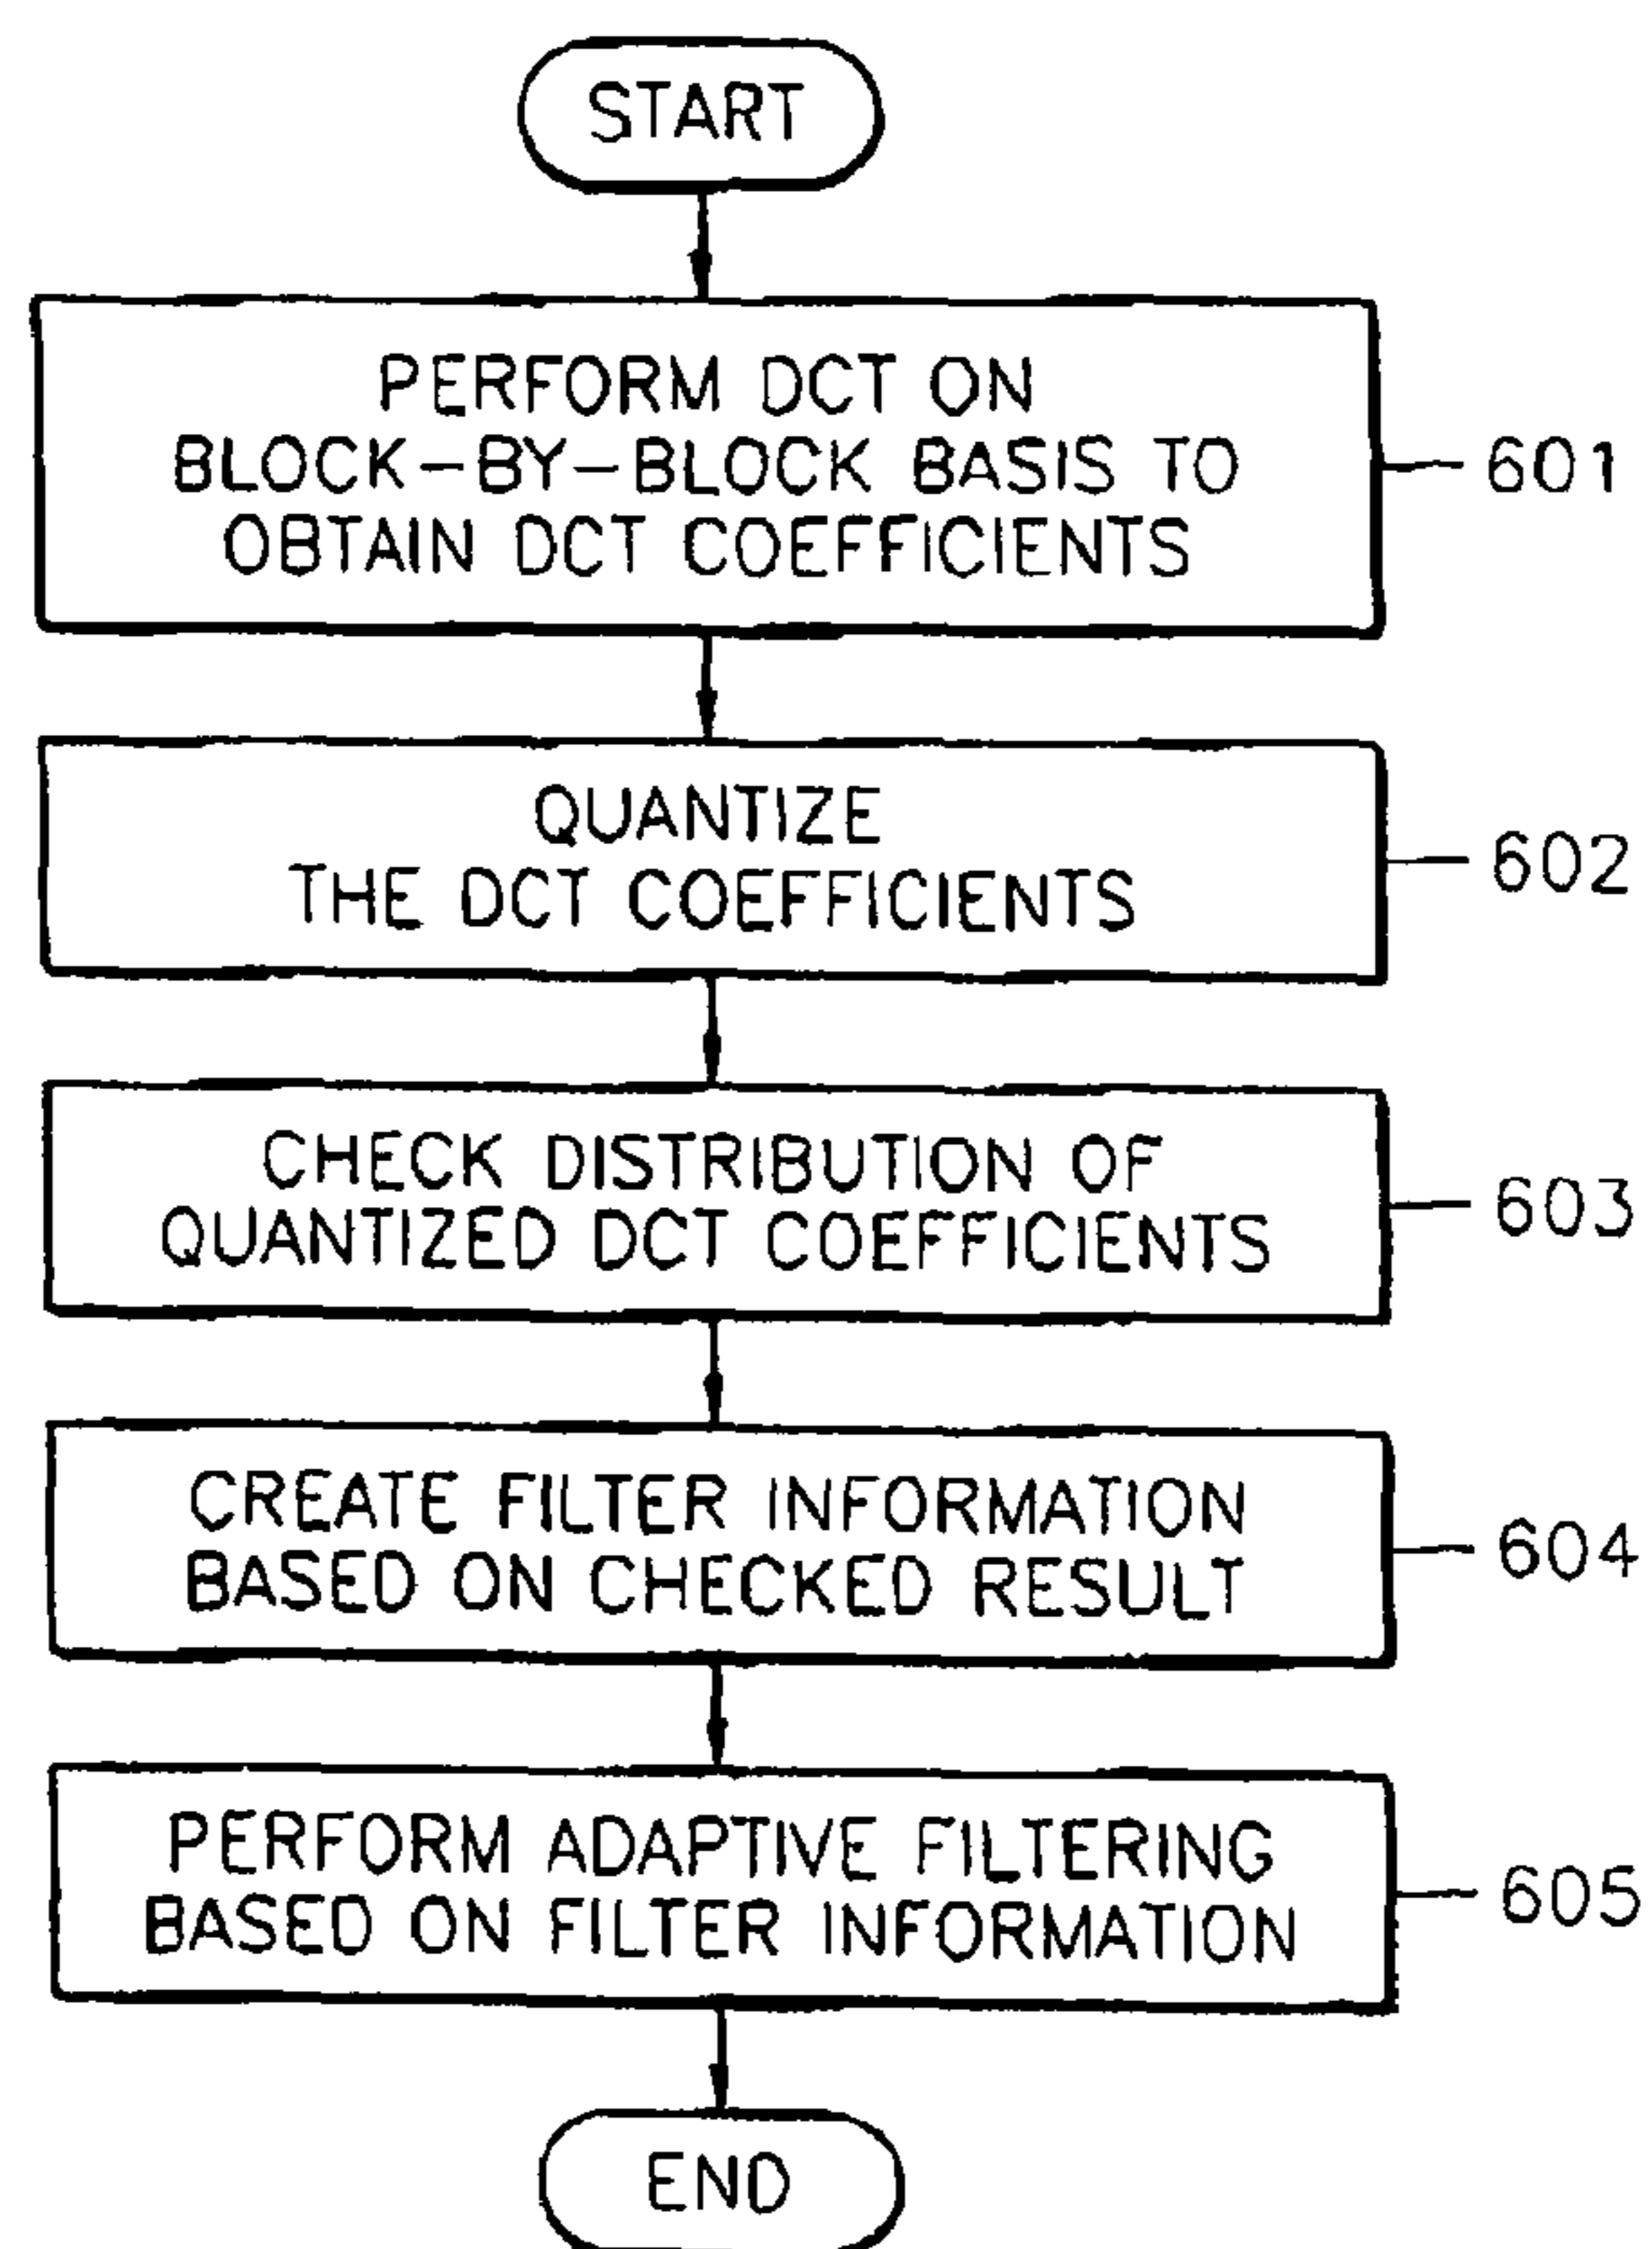 START
PERFORM DCT ON
BLOCK-BY-BLOCK BASIS TO
OBTAIN DCT COEFFICIENTS
601
QUANTIZE
THE DCT COEFFICIENTS
602
CHECK DISTRIBUTION OF
QUANTIZED DCT COEFFICIENTS
603
CREATE FILTER INFORMATION
BASED ON CHECKED RESULT
604
PERFORM ADAPTIVE FILTERING
BASED ON FILTER INFORMATION
605
END